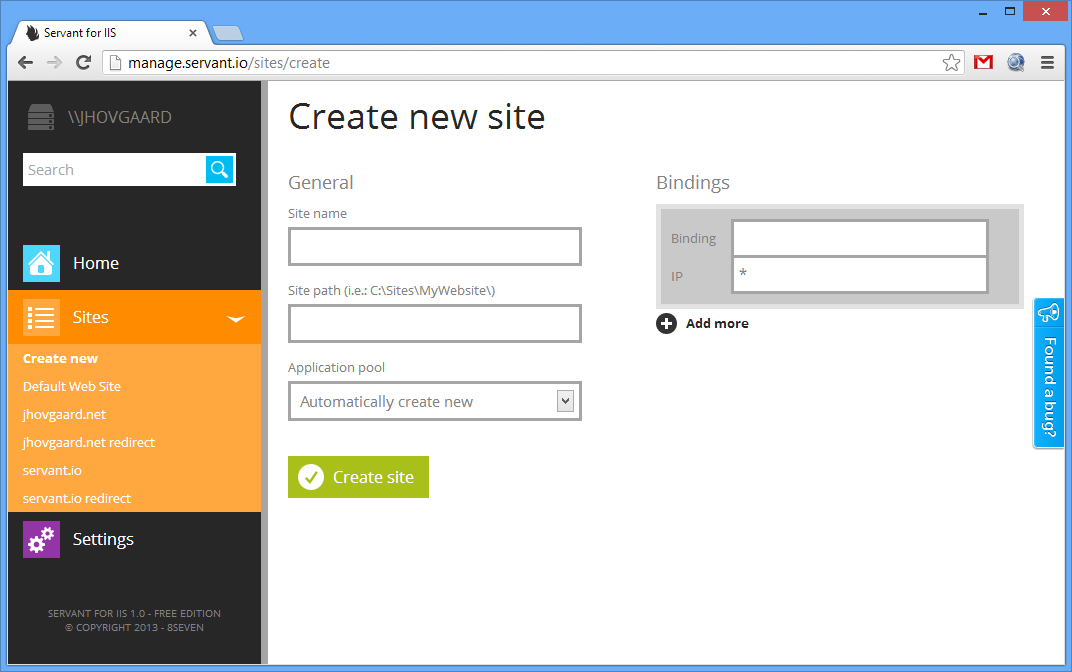 Servant for IIS
manage.servant.io/sites/create
\\JHOVGAARD
Search
Home
Sites
Create new
Default Web Site
jhovgaard.net
jhovgaard.net redirect
servant.io
servant.io redirect
Settings
SERVANT FOR IIS 1.0 - FREE EDITION
© COPYRIGHT 2013 - 8SEVEN
Create new site
General
Site name
Site path (i.e.: C:\Sites\MyWebsite\)
Application pool
Automatically create new
Create site
Bindings
Binding
IP *
Add more
Found a bug?